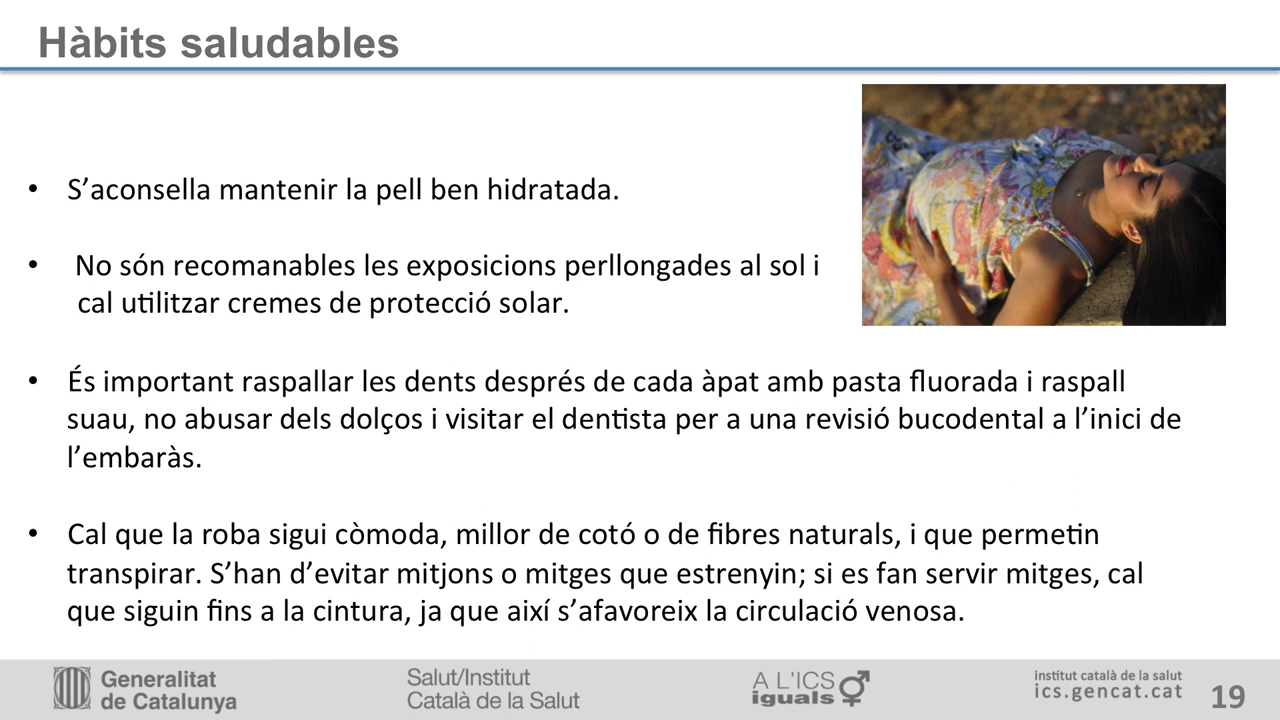 Hàbits saludables
• S’aconsella mantenir la pell ben hidratada.
• No són recomanables les exposicions perllongades al sol i
cal utilitzar cremes de protecció solar.
• És important raspallar les dents després de cada àpat amb pasta fluorada i raspall
suau, no abusar dels dolços i visitar el dentista per a una revisió bucodental a l’inici de
l’embaràs.
• Cal que la roba sigui còmoda, millor de cotó o de fibres naturals, i que permetin
transpirar. S’han d’evitar mitjons o mitges que estrenyin; si es fan servir mitges, cal
que siguin fins a la cintura, ja que així s’afavoreix la circulació venosa.
Generalitat
de Catalunya
Salut/Institut
Català de la Salut
A L’ICS
iguals
institut català de la salut
ics.gencat.cat
19